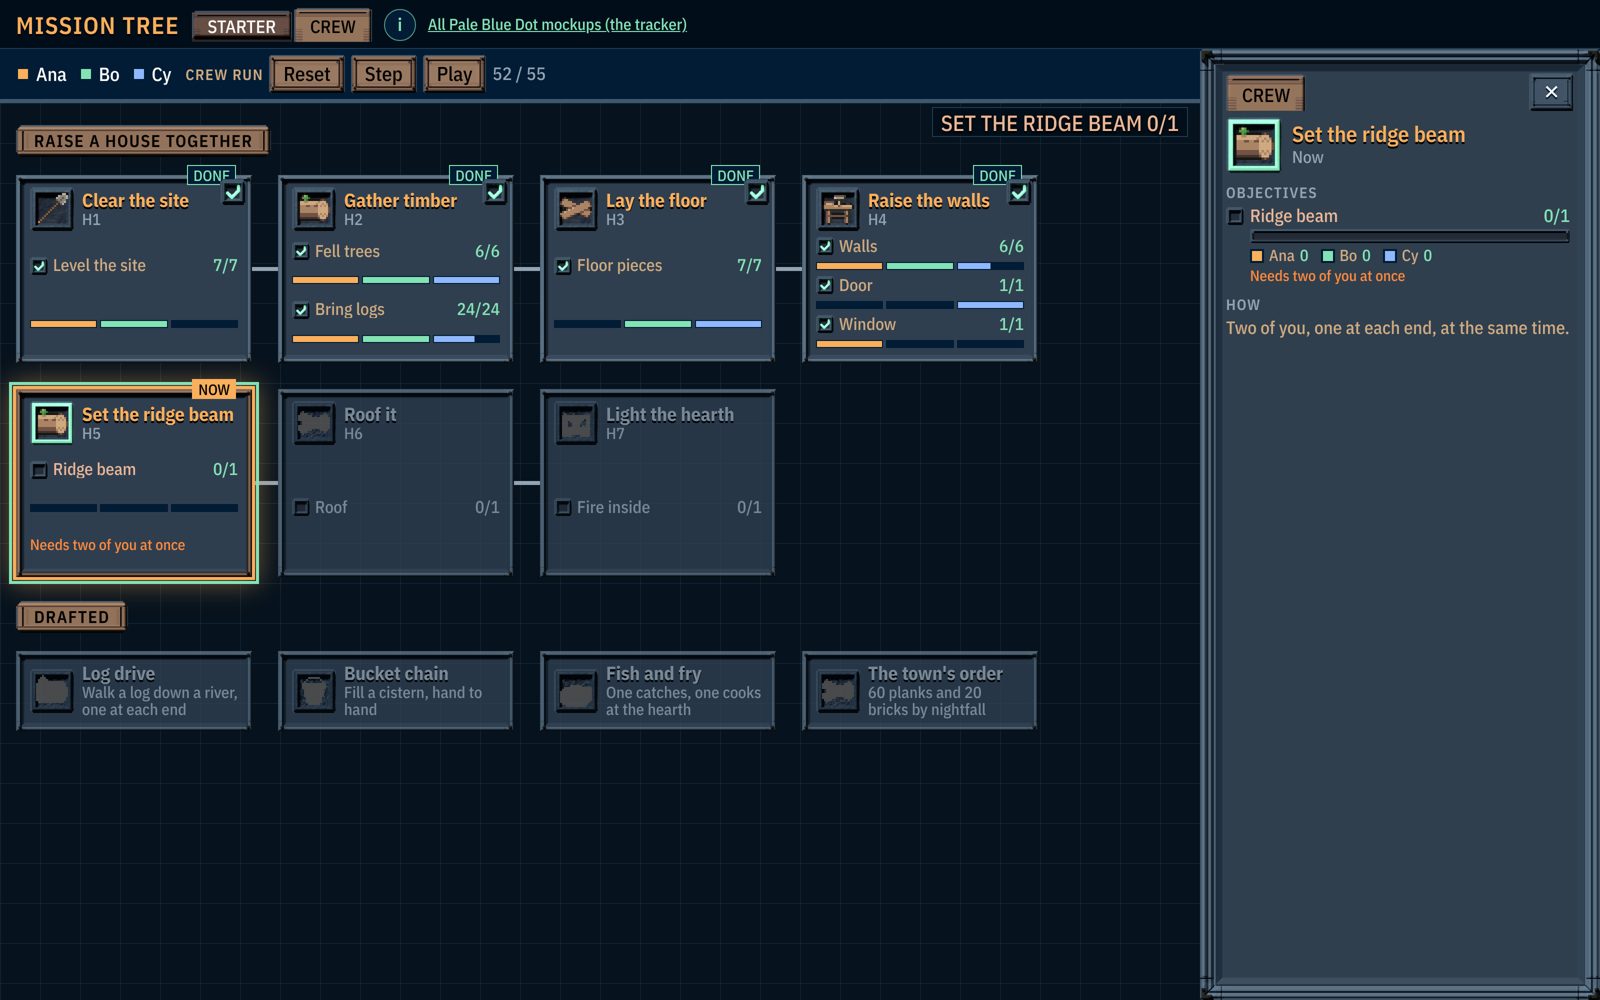 MISSION TREE STARTER CREW i All Pale Blue Dot mockups (the tracker)
Ana Bo Cy CREW RUN Reset Step Play 52 / 55
SET THE RIDGE BEAM 0/1
RAISE A HOUSE TOGETHER
DONE
Clear the site
H1
Level the site 7/7
DONE
Gather timber
H2
Fell trees 6/6
Bring logs 24/24
DONE
Lay the floor
H3
Floor pieces 7/7
DONE
Raise the walls
H4
Walls 6/6
Door 1/1
Window 1/1
NOW
Set the ridge beam
H5
Ridge beam 0/1
Needs two of you at once
Roof it
H6
Roof 0/1
Light the hearth
H7
Fire inside 0/1
DRAFTED
Log drive
Walk a log down a river,
one at each end
Bucket chain
Fill a cistern, hand to
hand
Fish and fry
One catches, one cooks
at the hearth
The town's order
60 planks and 20
bricks by nightfall
CREW
Set the ridge beam
Now
OBJECTIVES
Ridge beam 0/1
Ana 0 Bo 0 Cy 0
Needs two of you at once
HOW
Two of you, one at each end, at the same time.